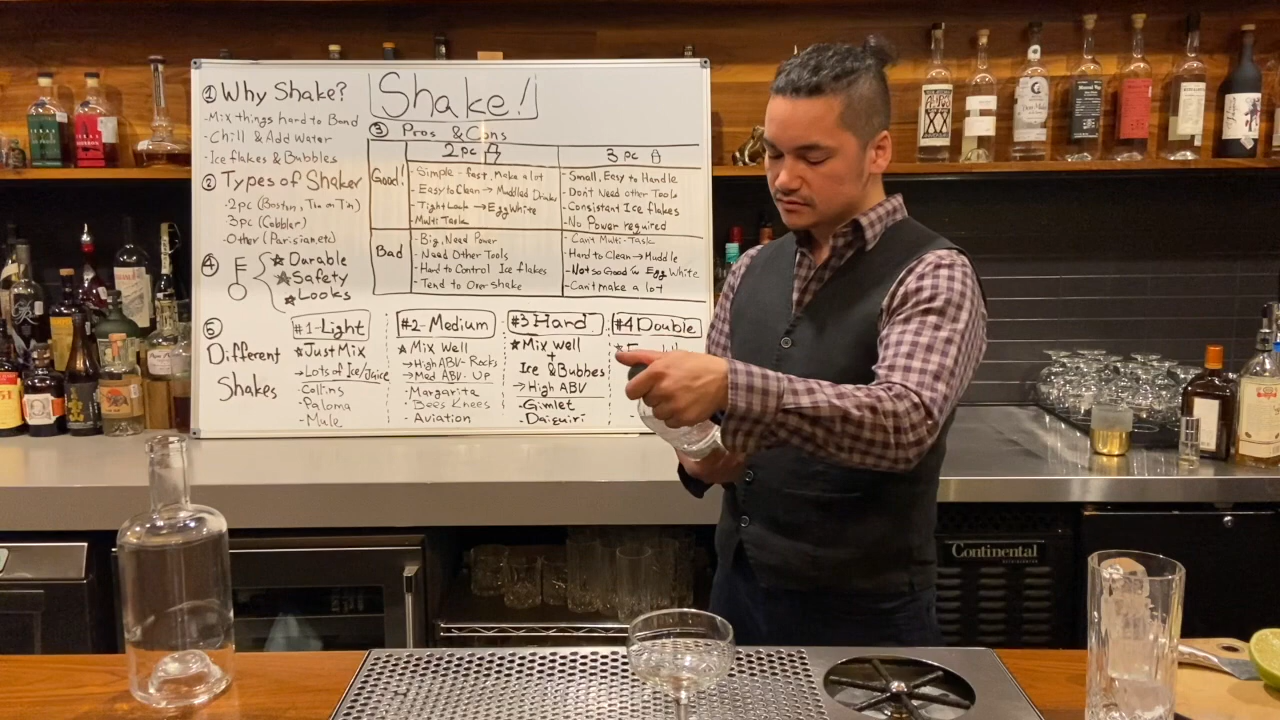 Shake!
① Why Shake?
-Mix things hard to Bond
-Chill & Add Water
-Ice flakes & Bubbles
② Types of Shaker
-2pc (Boston, Tin on Tin)
3pc (Cobbler)
-Other (Parisian, etc)
③ Pros & Cons
2pc
3 pc
Good!
-Simple - fast, Make a lot
-Easy to Clean → Muddled Drinks
-Tight Lock → Egg White
-Multi Task
-Small, Easy to Handle
-Don't Need other Tools
-Consistant Ice flakes
-No Power required
Bad
-Big, Need Power
-Need Other Tools
-Hard to Control Ice flakes
-Tend to Over shake
-Can't Multi-Task
-Hard to Clean → Muddle
-Not so Good w Egg White
-Can't make a lot
④
★ Durable
★ Safety
★ Looks
⑤ Different
Shakes
#1-Light
★ Just Mix
→ Lots of Ice/Juice
-Collins
-Paloma
-Mule
#2-Medium
★ Mix Well
→ High ABV-Rocks
→ Med ABV-Up
-Margarita
-Bees Knees
-Aviation
#3 Hard
★ Mix well
+
Ice & Bubbles
→ High ABV
-Gimlet
-Daiquiri
#4 Double
Continental